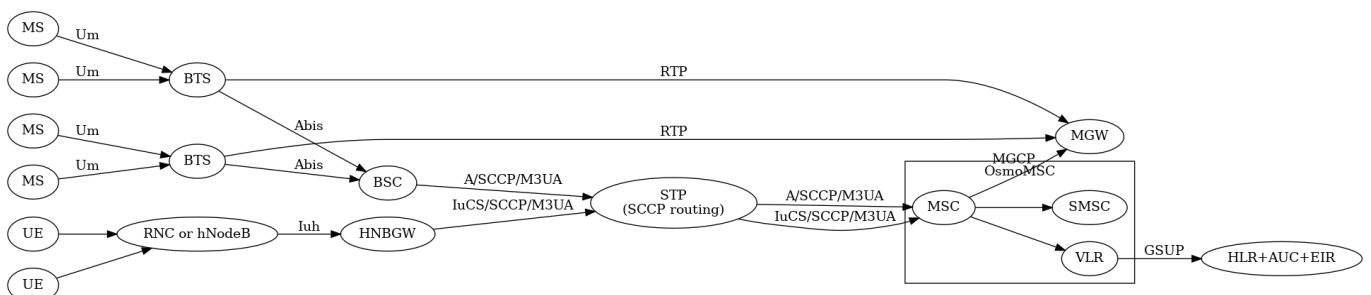 MS
Um
MS
Um
BTS
RTP
MS
Um
MS
Um
BTS
RTP
Abis
Abis
BSC
A/SCCP/M3UA
IuCS/SCCP/M3UA
UE
UE
RNC or hNodeB
Iuh
HNBGW
STP
(SCCP routing)
A/SCCP/M3UA
IuCS/SCCP/M3UA
MGW
MGCP
OsmoMSC
MSC
SMSC
VLR
GSUP
HLR+AUC+EIR